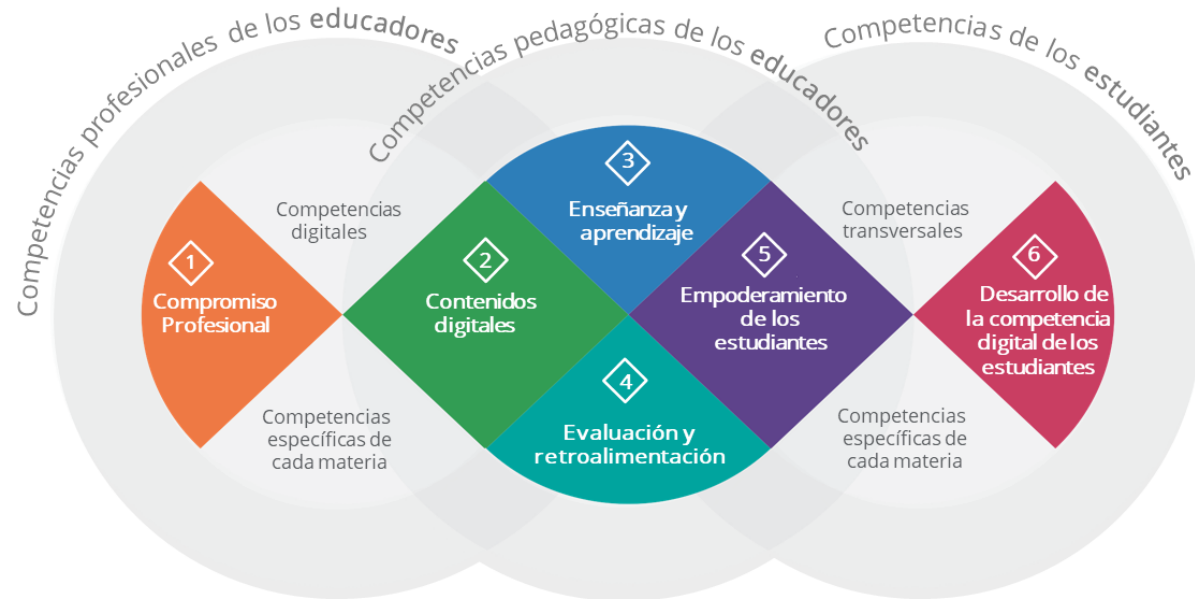 Competencias profesionales de los educadores
Competencias pedagógicas de los educadores
Competencias de los estudiantes
1
Compromiso
Profesional
Competencias
digitales
Competencias
específicas de
cada materia
2
Contenidos
digitales
3
Enseñanza y
aprendizaje
4
Evaluación y
retroalimentación
5
Empoderamiento
de los
estudiantes
Competencias
transversales
Competencias
específicas de
cada materia
6
Desarrollo de
la competencia
digital de los
estudiantes